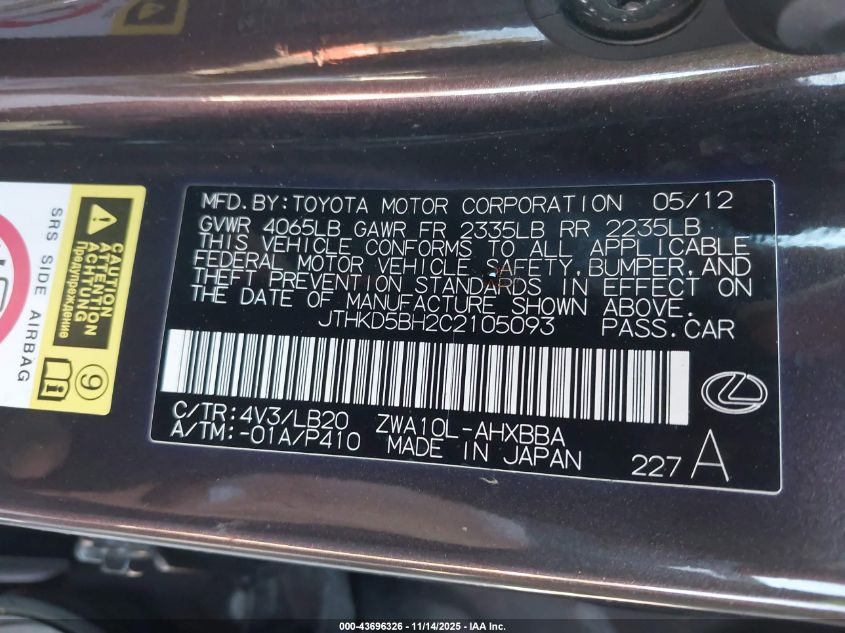 MFD. BY: TOYOTA MOTOR CORPORATION 05/12
GVWR 4065LB GAWR FR 2335LB RR 2235LB
THIS VEHICLE CONFORMS TO ALL APPLICABLE
FEDERAL MOTOR VEHICLE SAFETY, BUMPER, AND
THEFT PREVENTION STANDARDS IN EFFECT ON
THE DATE OF MANUFACTURE SHOWN ABOVE.
JTHKD5BH2C2105093 PASS. CAR
C/TR: 4V3/LB20 ZWA10L-AHXBBA
A/TM: -01A/P410 MADE IN JAPAN
227 A
SRS SIDE AIRBAG
CAUTION
ATTENTION
ACHTUNG
Предупреждение
9
000-43696326 - 11/14/2025 - IAA Inc.